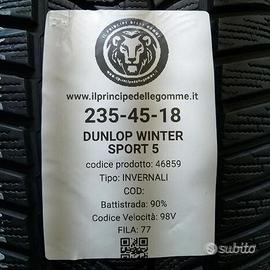 IL PRINCIPE DELLE GOMME
www.ilprincipedellegomme.it
235-45-18
DUNLOP WINTER
SPORT 5
codice prodotto: 46859
Tipo: INVERNALI
COD:
Battistrada: 90%
Codice Velocità: 98V
FILA: 77
subito